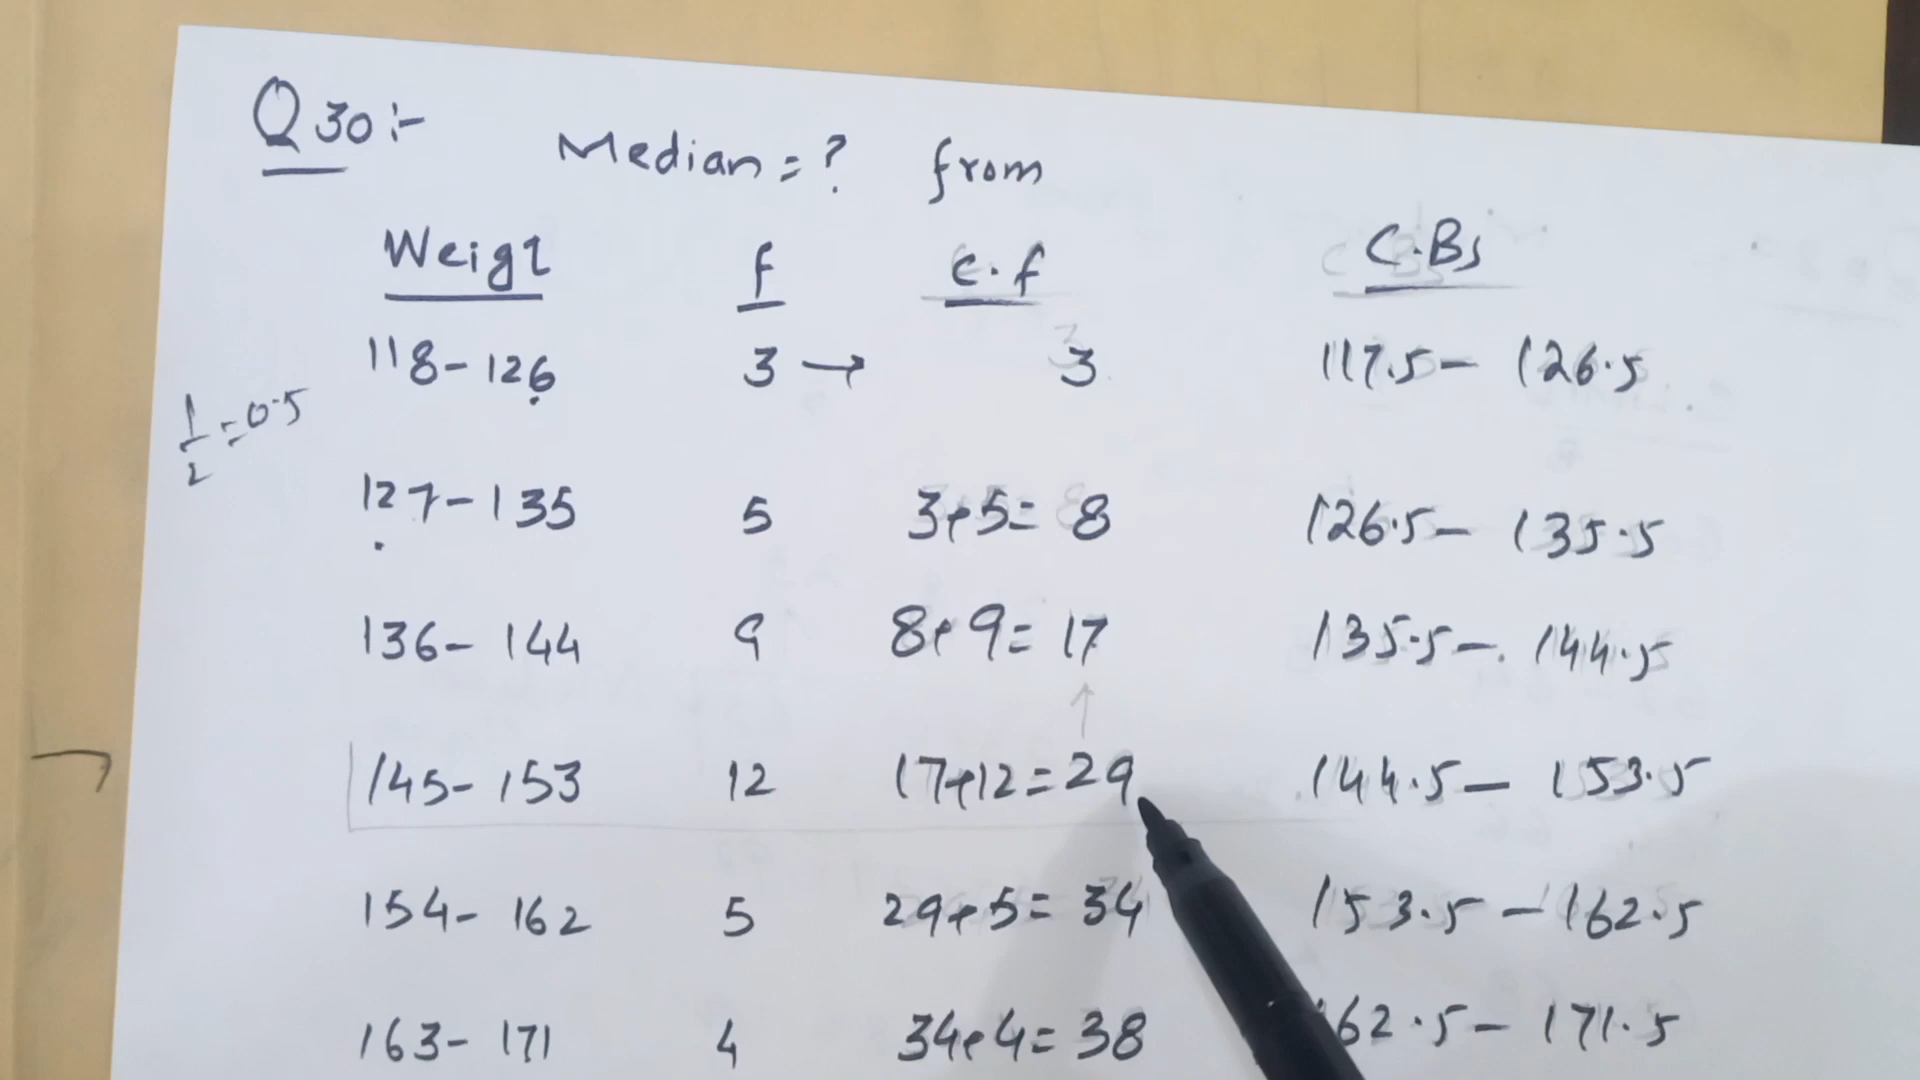 Q 30:-
Median = ? from
Weigt f c.f C.Bs
118-126 3 → 3 117.5 - 126.5
1/2 = 0.5
127-135 5 3+5= 8 126.5 - 135.5
136-144 9 8+9= 17 135.5 - 144.5
145-153 12 17+12=29 144.5 - 153.5
154-162 5 29+5= 34 153.5 - 162.5
163-171 4 34+4= 38 62.5 - 171.5